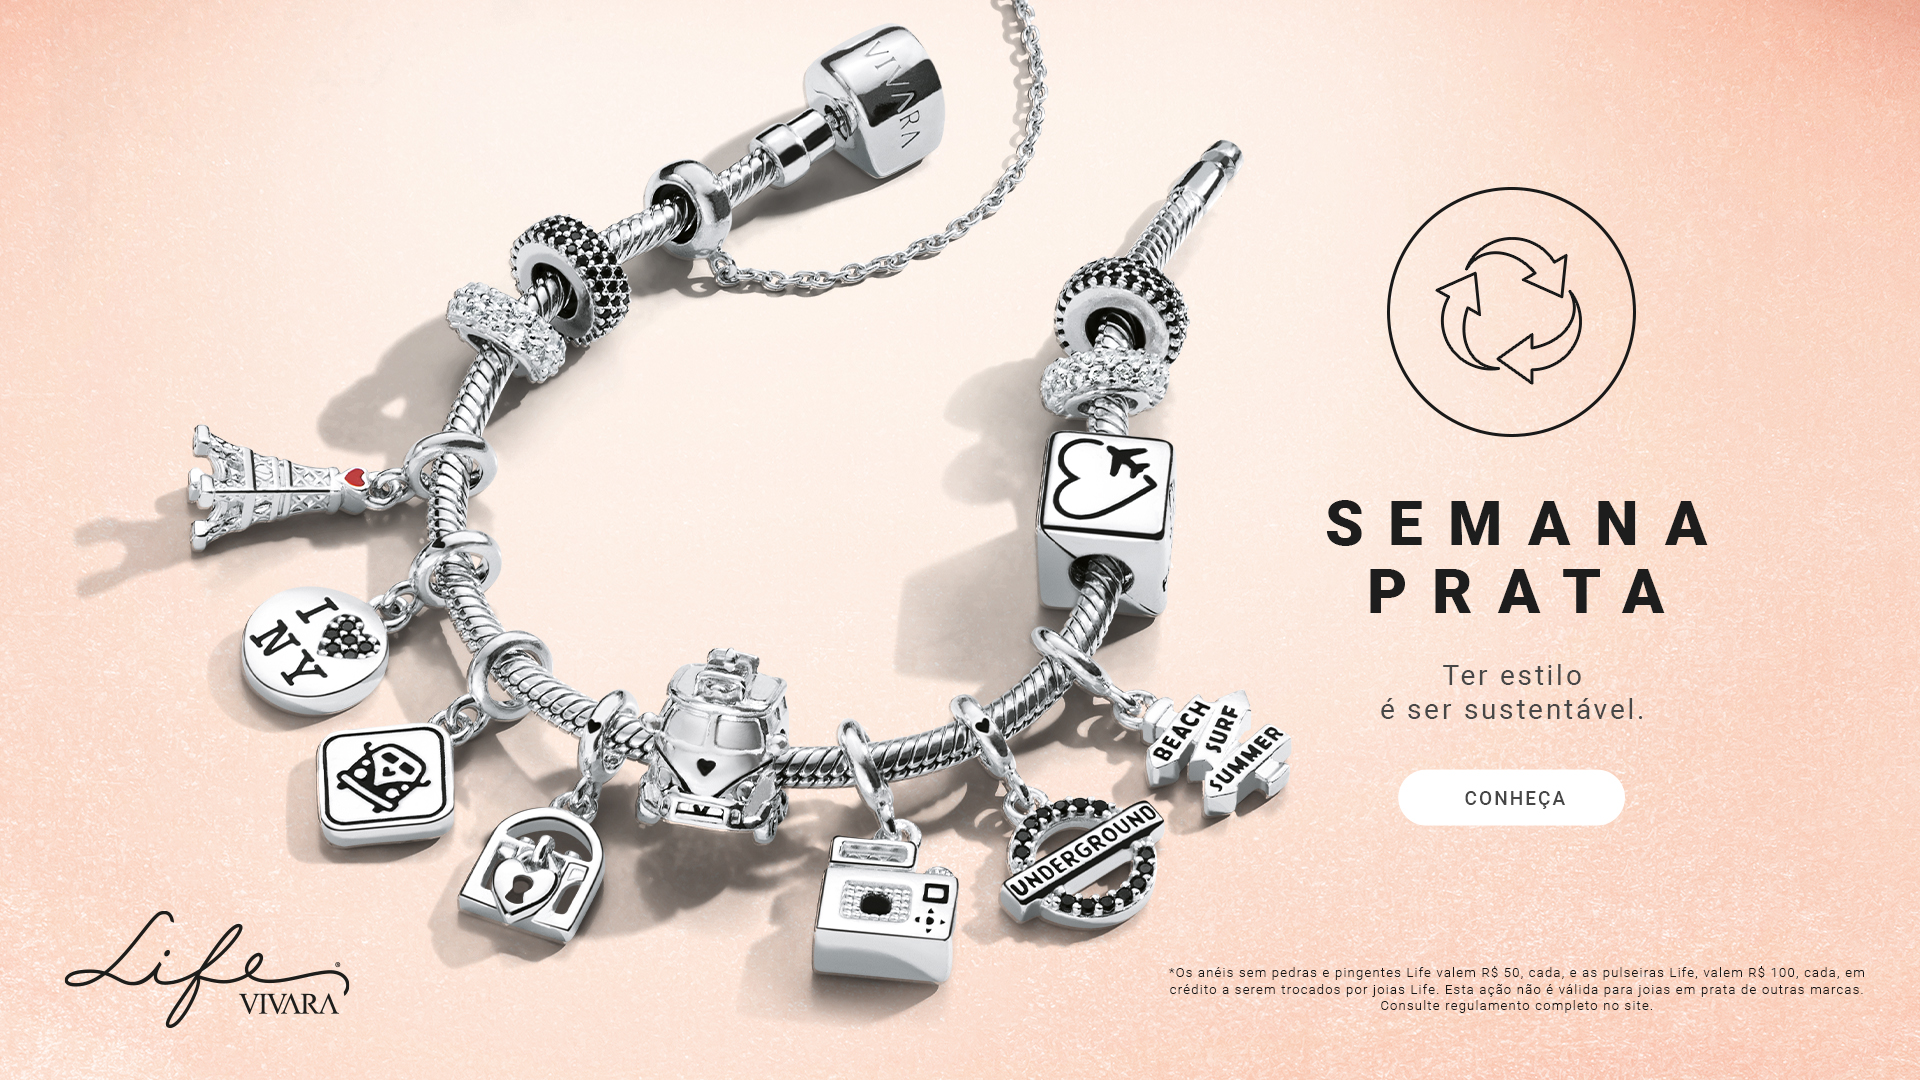 VIVARA
I
NY
BEACH
SURF
SUMMER
UNDERGROUND
SEMANA
PRATA
Ter estilo
é ser sustentável.
CONHEÇA
Life
VIVARA
*Os anéis sem pedras e pingentes Life valem R$ 50, cada, e as pulseiras Life, valem R$ 100, cada, em
crédito a serem trocados por joias Life. Esta ação não é válida para joias em prata de outras marcas.
Consulte regulamento completo no site.